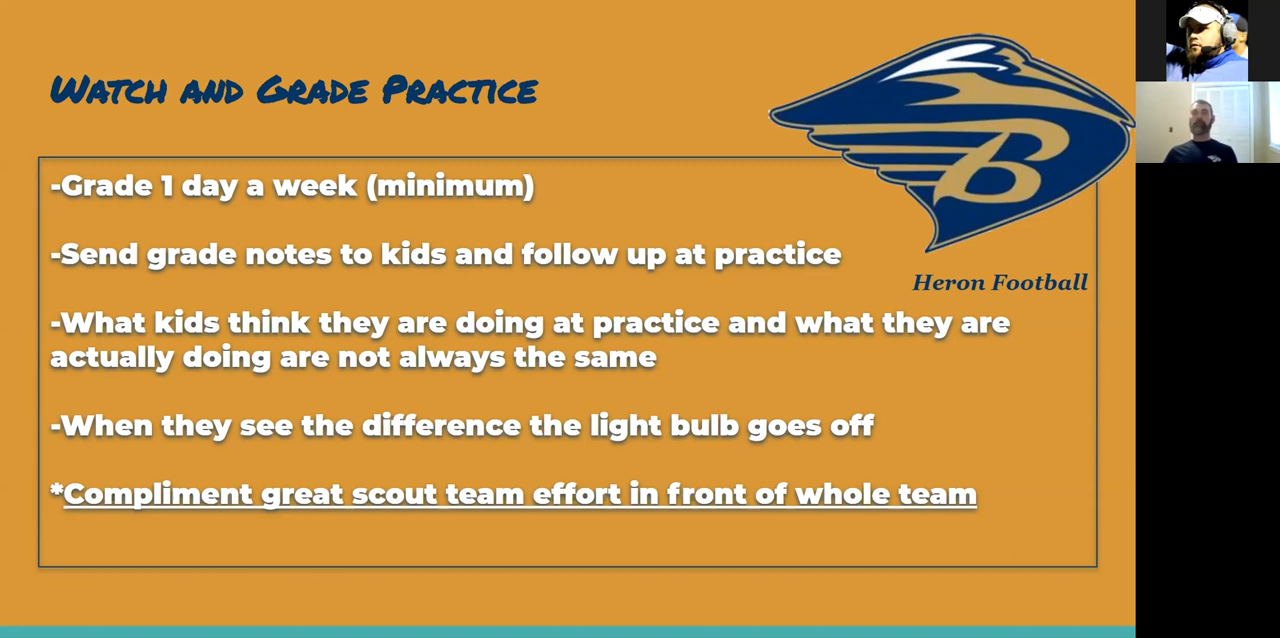 Watch and Grade Practice
-Grade 1 day a week (minimum)
-Send grade notes to kids and follow up at practice
B
Heron Football
-What kids think they are doing at practice and what they are
actually doing are not always the same
-When they see the difference the light bulb goes off
*Compliment great scout team effort in front of whole team